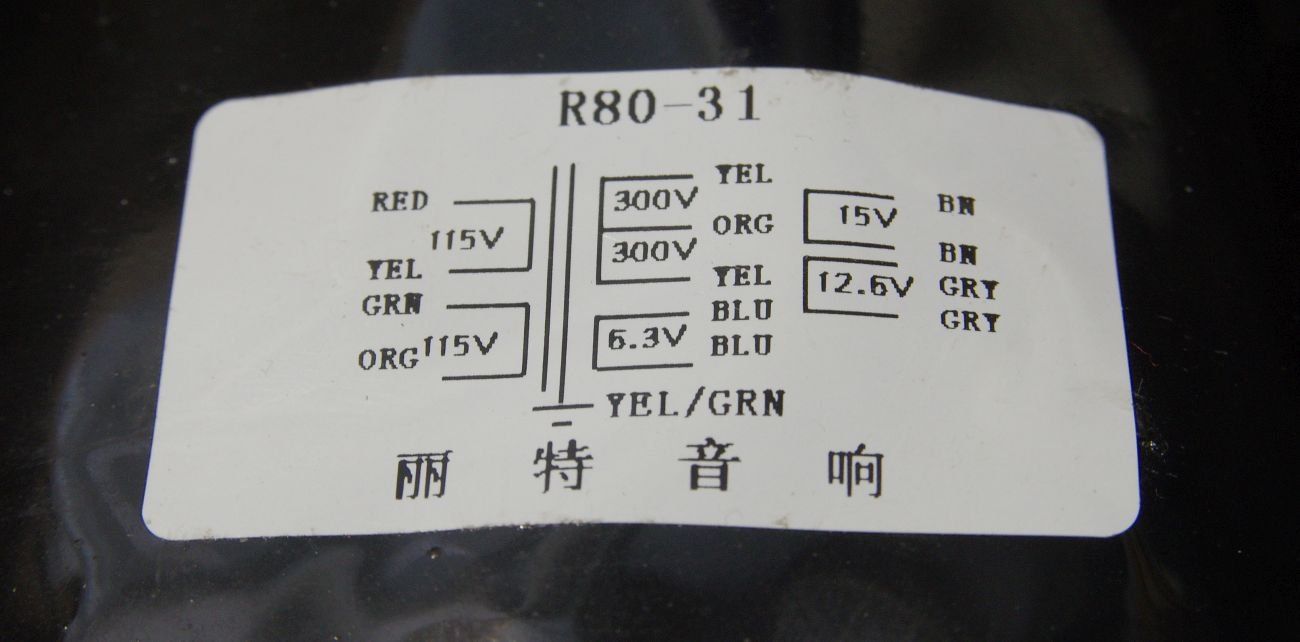 R80-31
RED
115V
YEL
GRN
ORG 115V
YEL
300V
ORG
300V
YEL
BLU
6.3V
BLU
BN
15V
BN
12.6V
GRY
GRY
YEL/GRN
丽特音响